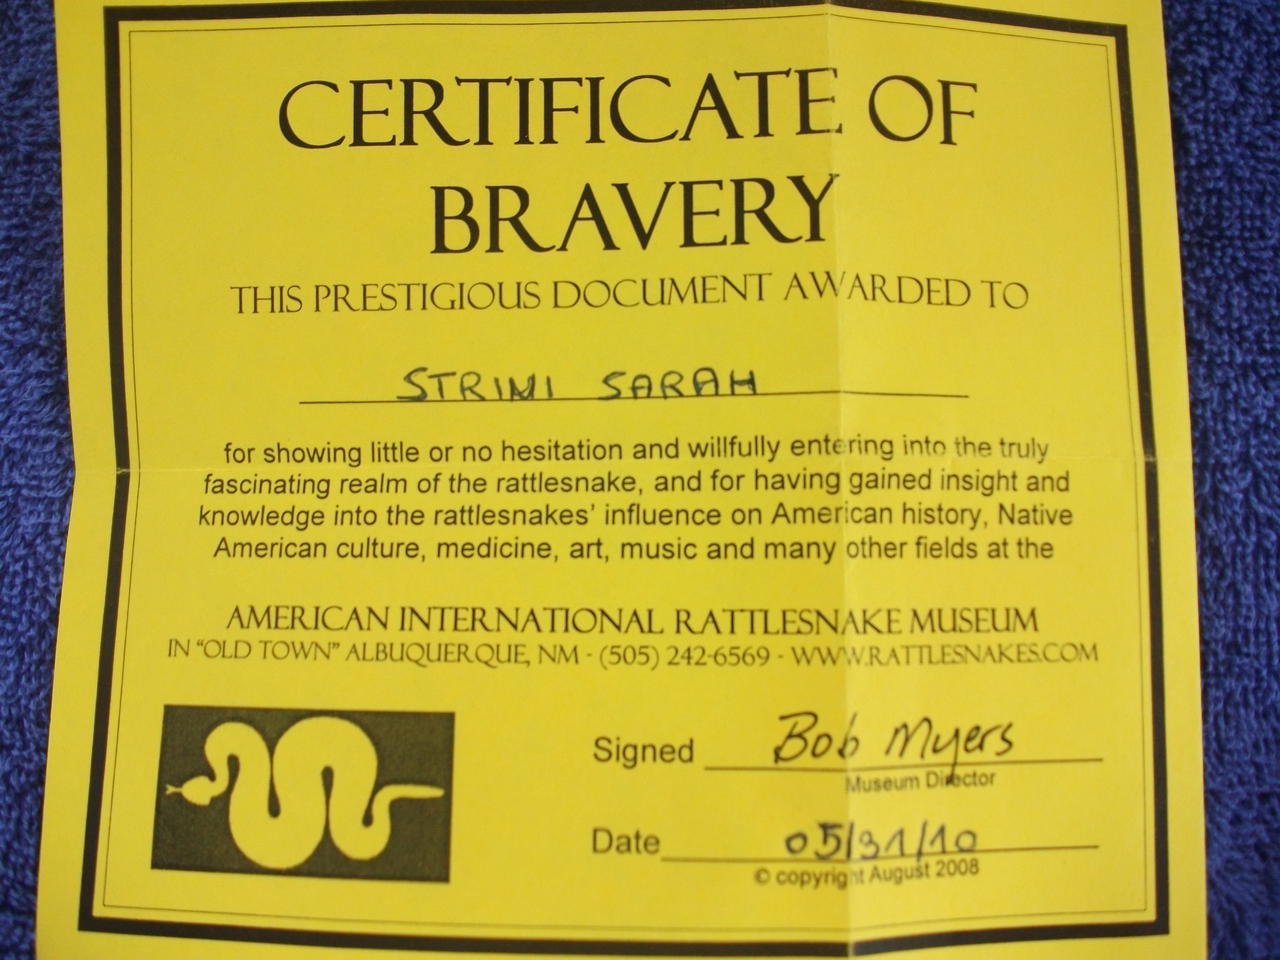 CERTIFICATE OF
BRAVERY
THIS PRESTIGIOUS DOCUMENT AWARDED TO
STRINI SARAH
for showing little or no hesitation and willfully entering into the truly
fascinating realm of the rattlesnake, and for having gained insight and
knowledge into the rattlesnakes' influence on American history, Native
American culture, medicine, art, music and many other fields at the
AMERICAN INTERNATIONAL RATTLESNAKE MUSEUM
IN "OLD TOWN" ALBUQUERQUE, NM - (505) 242-6569 - WWW.RATTLESNAKES.COM
Signed Bob Myers
Museum Director
Date 05/31/10
© copyright August 2008